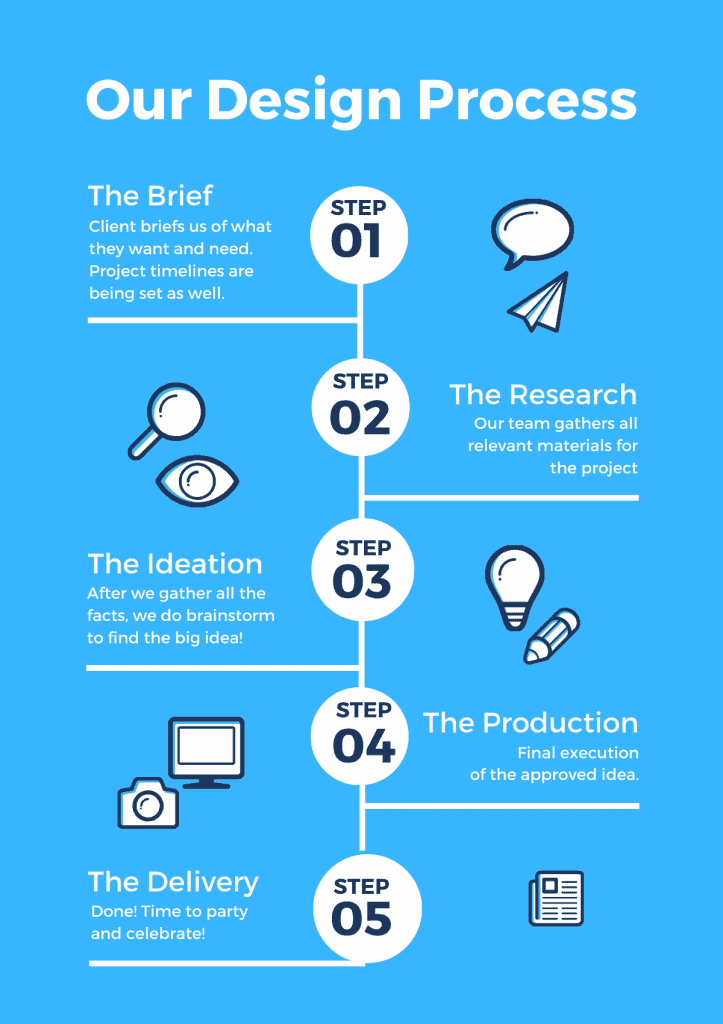 Our Design Process
The Brief
Client briefs us of what
they want and need.
Project timelines are
being set as well.
STEP
01
STEP
02
The Research
Our team gathers all
relevant materials for
the project
The Ideation
After we gather all the
facts, we do brainstorm
to find the big idea!
STEP
03
STEP
04
The Production
Final execution
of the approved idea.
The Delivery
Done! Time to party
and celebrate!
STEP
05